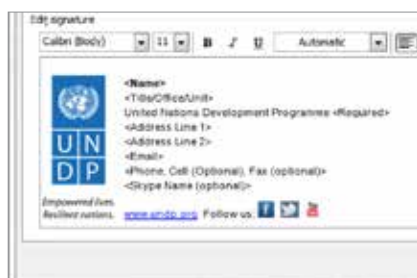 Edit signature
Calibri (Body) 11 B I U Automatic
<Name>
<Title/Office/Unit>
United Nations Development Programme <Required>
<Address Line 1>
<Address Line 2>
<Email>
<Phone, Cell (Optional), Fax (optional)>
<Skype Name (optional)>
U N
D P
Empowered lives.
Resilient nations.
www.undp.org Follow us: